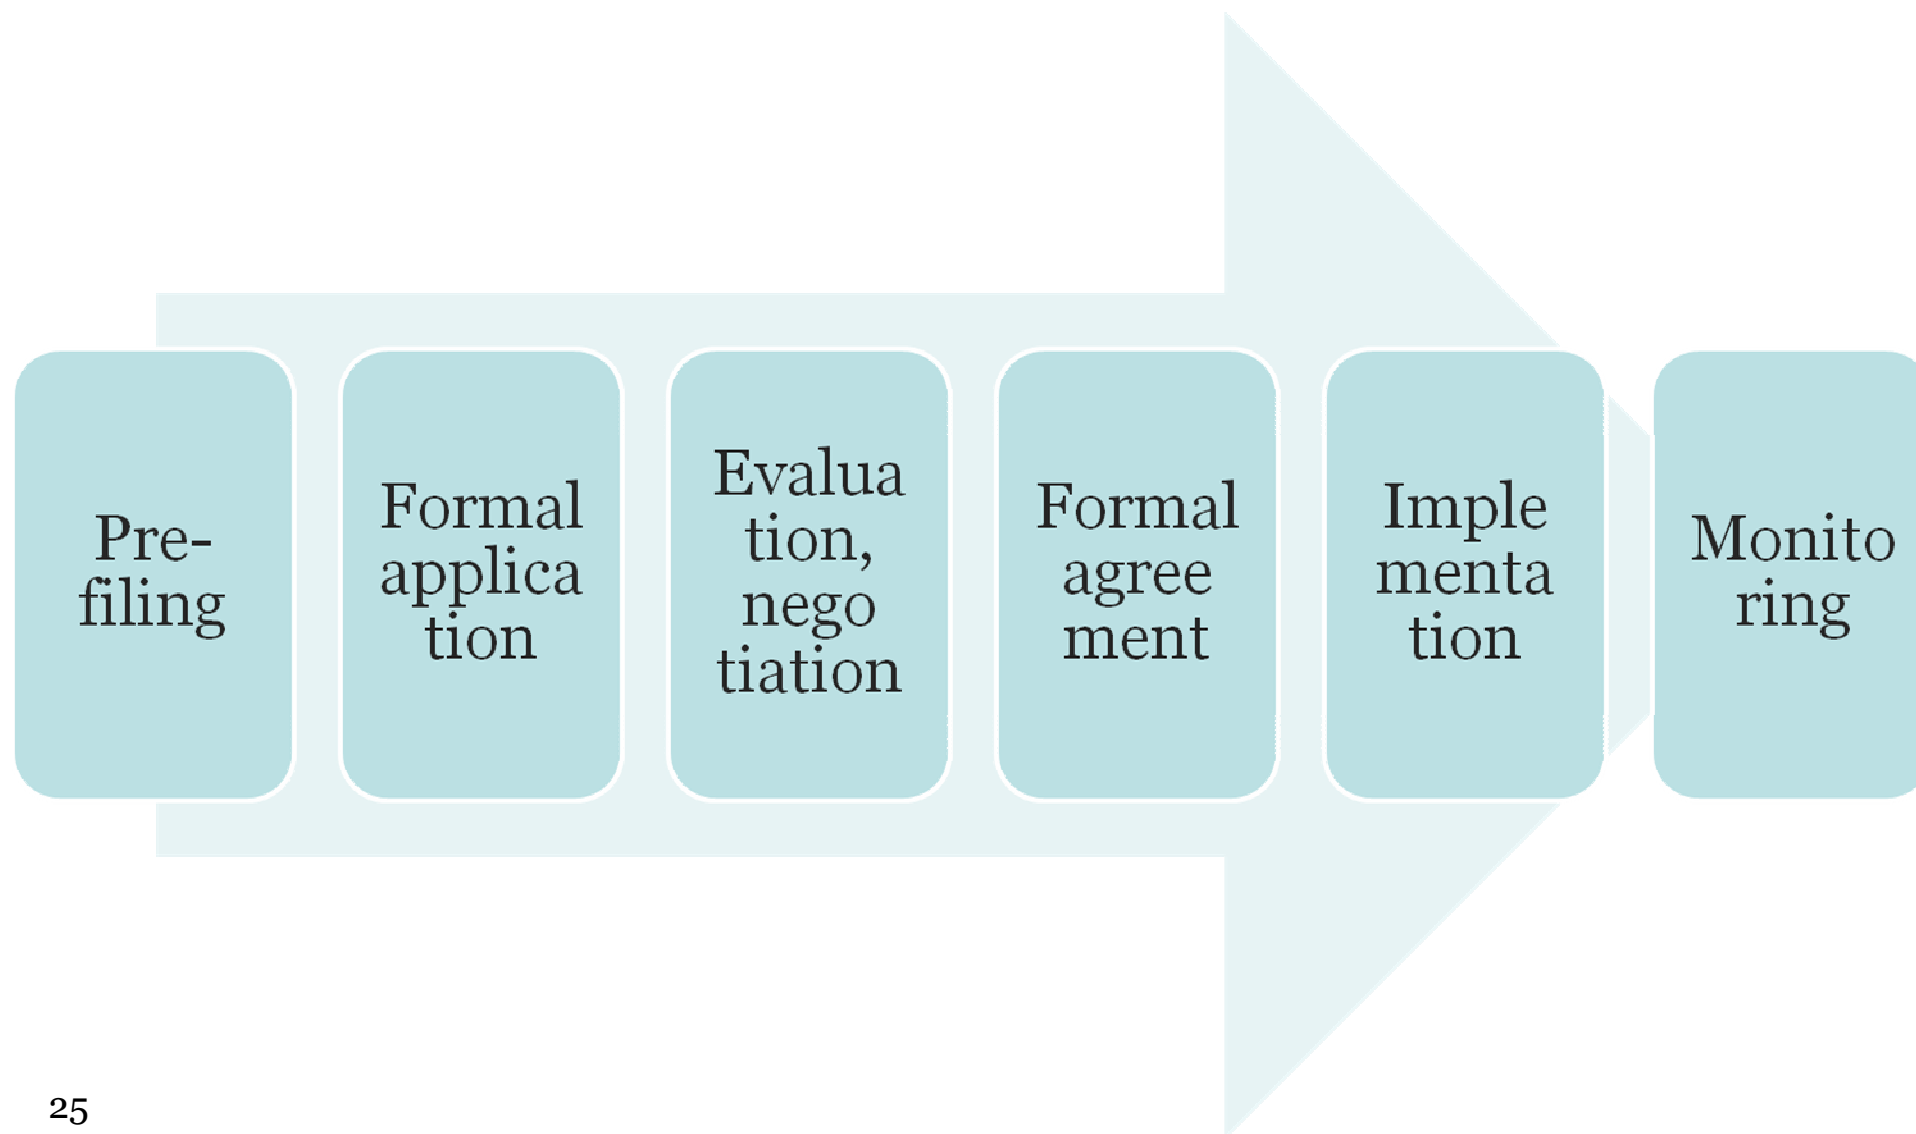 Pre-
filing
Formal
applica
tion
Evalua
tion,
nego
tiation
Formal
agree
ment
Imple
menta
tion
Monito
ring
25